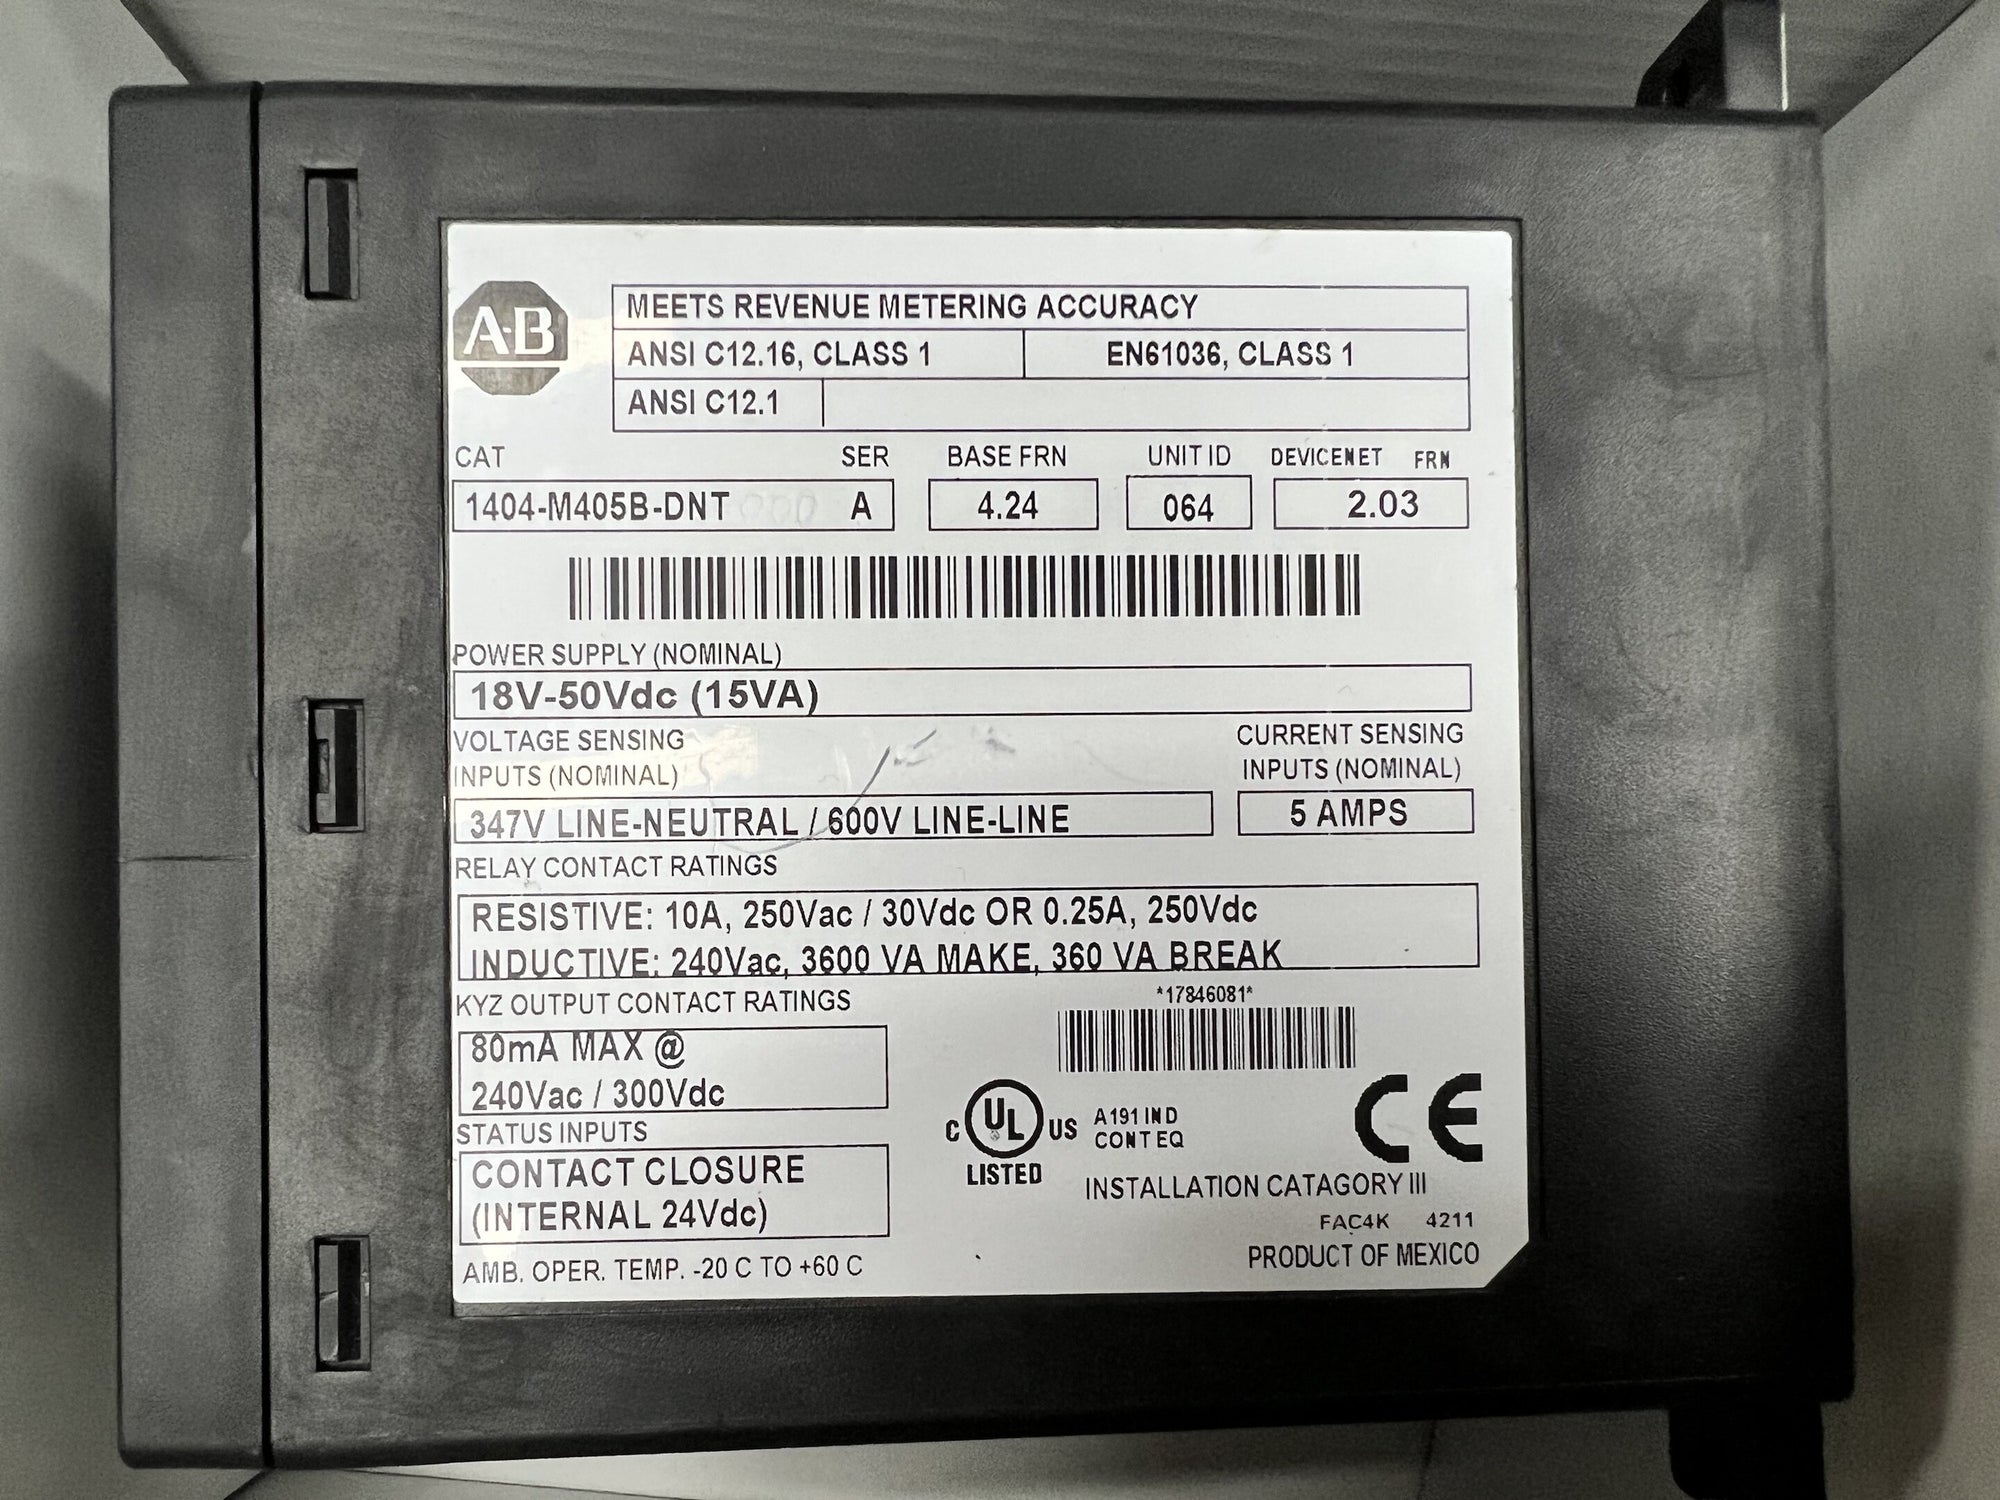 A-B
MEETS REVENUE METERING ACCURACY
ANSI C12.16, CLASS 1 EN61036, CLASS 1
ANSI C12.1
CAT SER BASE FRN UNIT ID DEVICENET FRN
1404-M405B-DNT A 4.24 064 2.03
POWER SUPPLY (NOMINAL)
18V-50Vdc (15VA)
VOLTAGE SENSING
INPUTS (NOMINAL)
CURRENT SENSING
INPUTS (NOMINAL)
347V LINE-NEUTRAL / 600V LINE-LINE 5 AMPS
RELAY CONTACT RATINGS
RESISTIVE: 10A, 250Vac / 30Vdc OR 0.25A, 250Vdc
INDUCTIVE: 240Vac, 3600 VA MAKE, 360 VA BREAK
KYZ OUTPUT CONTACT RATINGS
80mA MAX @
240Vac / 300Vdc
STATUS INPUTS
CONTACT CLOSURE
(INTERNAL 24Vdc)
AMB. OPER. TEMP. -20 C TO +60 C
*17846081*
C UL US
LISTED
A191 IND
CONT EQ
CE
INSTALLATION CATAGORY III
FAC4K 4211
PRODUCT OF MEXICO